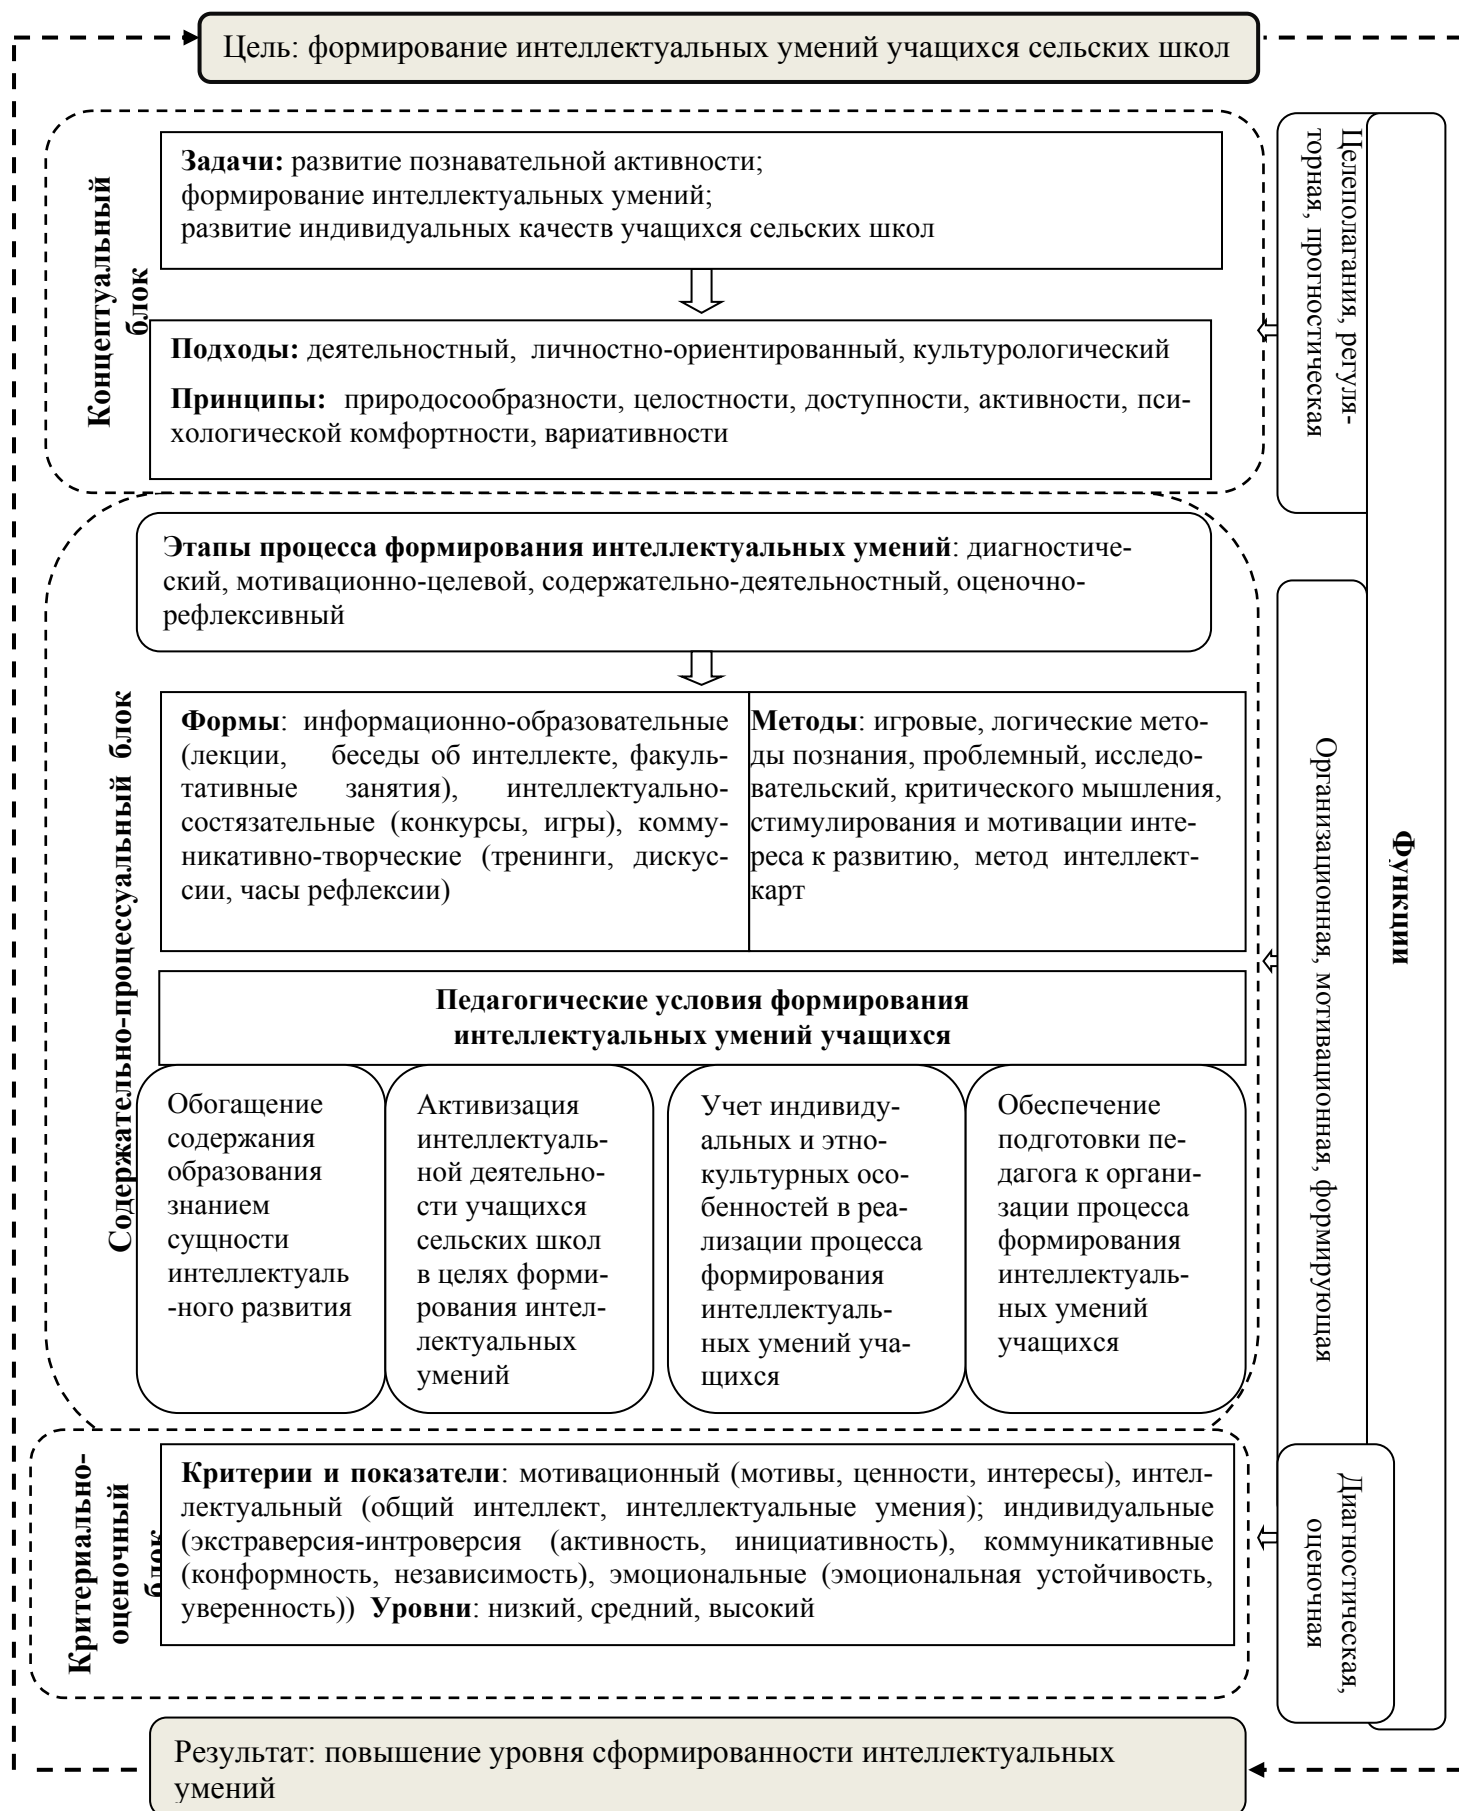 Цель: формирование интеллектуальных умений учащихся сельских школ
Концептуальный
блок
Задачи: развитие познавательной активности;
формирование интеллектуальных умений;
развитие индивидуальных качеств учащихся сельских школ
Подходы: деятельностный, личностно-ориентированный, культурологический
Принципы: природосообразности, целостности, доступности, активности, пси-
хологической комфортности, вариативности
Целеполагания, регуля-
торная, прогностическая
Функции
Содержательно-процессуальный блок
Этапы процесса формирования интеллектуальных умений: диагностиче-
ский, мотивационно-целевой, содержательно-деятельностный, оценочно-
рефлексивный
Формы: информационно-образовательные
(лекции, беседы об интеллекте, факуль-
тативные занятия), интеллектуально-
состязательные (конкурсы, игры), комму-
никативно-творческие (тренинги, дискус-
сии, часы рефлексии)
Методы: игровые, логические мето-
ды познания, проблемный, исследо-
вательский, критического мышления,
стимулирования и мотивации инте-
реса к развитию, метод интеллект-
карт
Организационная, мотивационная, формирующая
Педагогические условия формирования
интеллектуальных умений учащихся
Обогащение
содержания
образования
знанием
сущности
интеллектуаль
-ного развития
Активизация
интеллектуаль-
ной деятельно-
сти учащихся
сельских школ
в целях форми-
рования интел-
лектуальных
умений
Учет индивиду-
альных и этно-
культурных осо-
бенностей в реа-
лизации процесса
формирования
интеллектуаль-
ных умений уча-
щихся
Обеспечение
подготовки пе-
дагога к органи-
зации процесса
формирования
интеллектуаль-
ных умений
учащихся
Критериально-
оценочный
блок
Критерии и показатели: мотивационный (мотивы, ценности, интересы), интел-
лектуальный (общий интеллект, интеллектуальные умения); индивидуальные
(экстраверсия-интроверсия (активность, инициативность), коммуникативные
(конформность, независимость), эмоциональные (эмоциональная устойчивость,
уверенность)) Уровни: низкий, средний, высокий
Диагностическая,
оценочная
Результат: повышение уровня сформированности интеллектуальных
умений